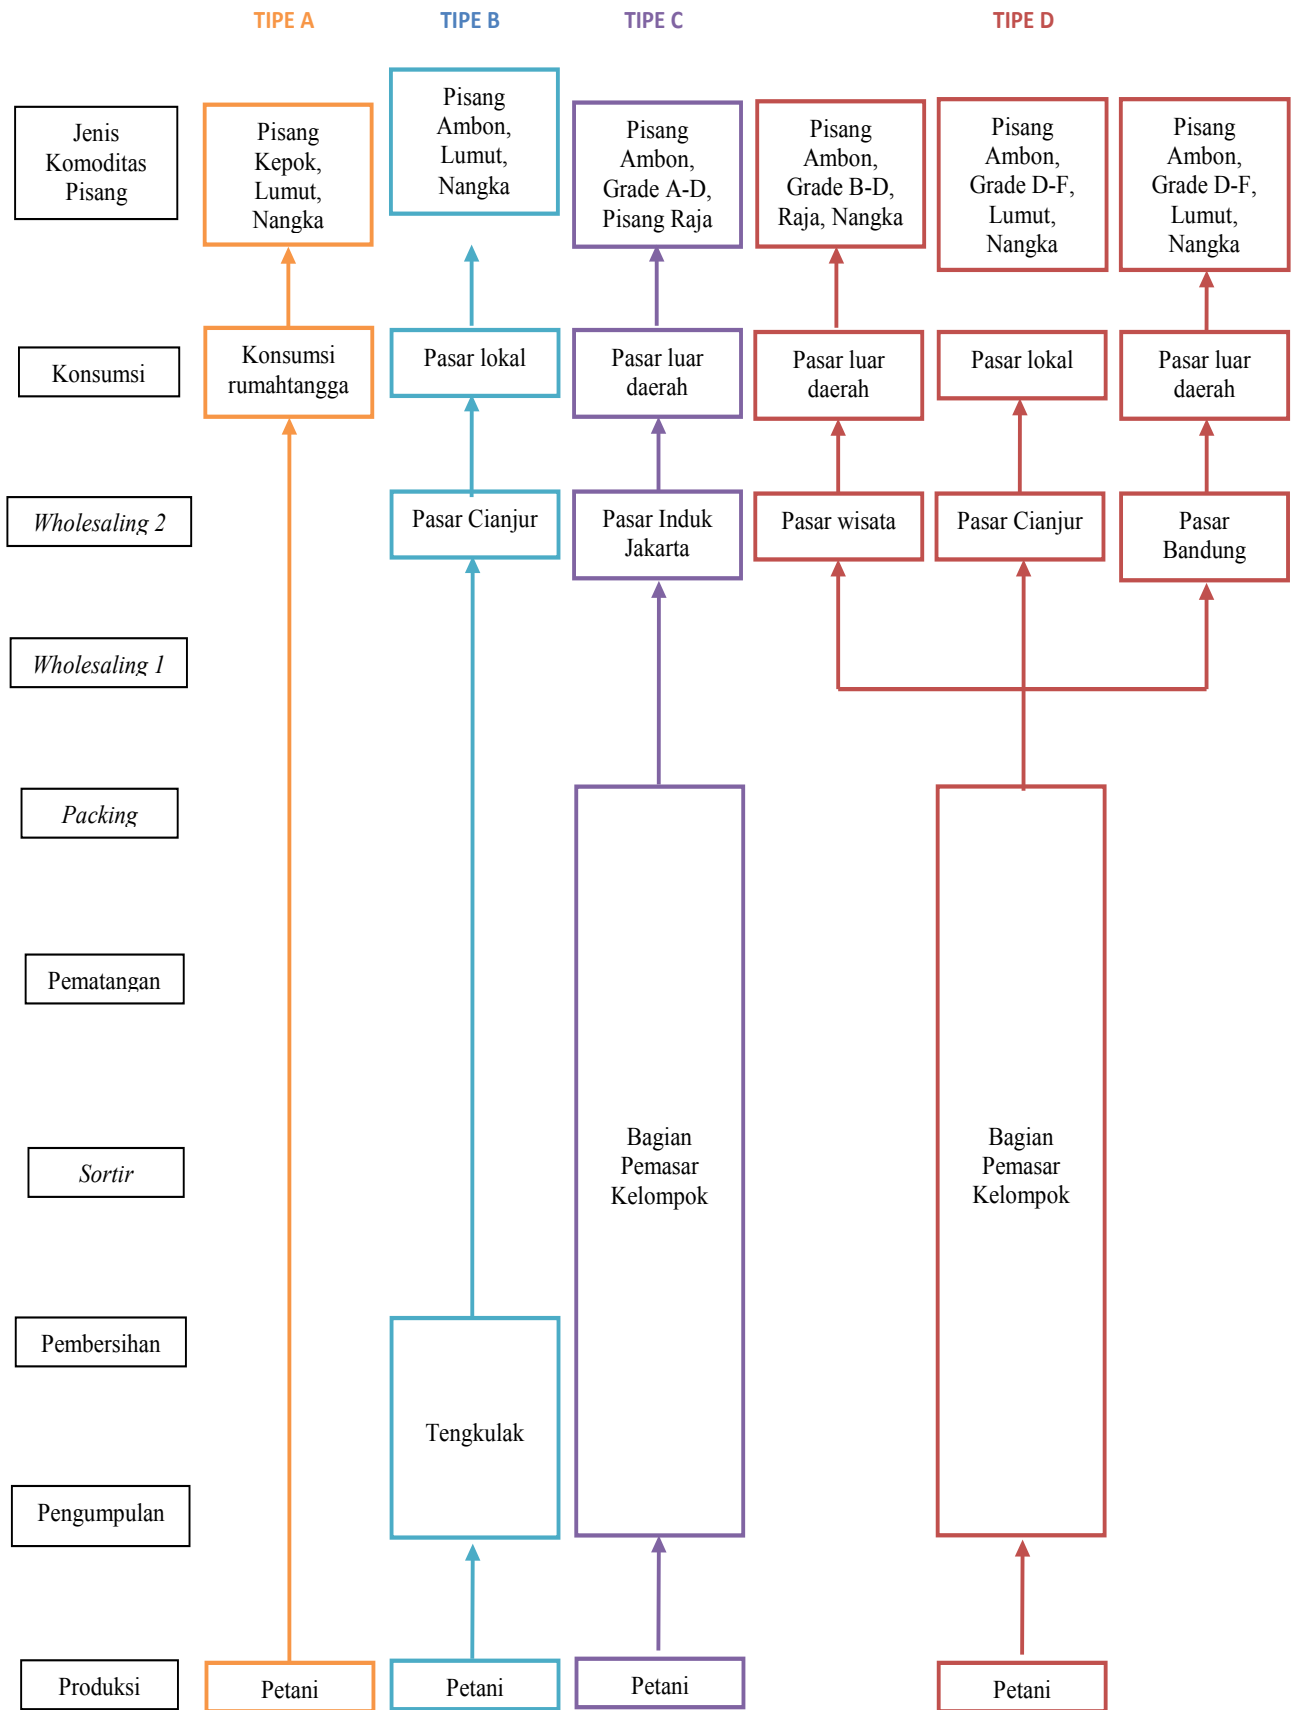 TIPE A
TIPE B
TIPE C
TIPE D
Jenis
Komoditas
Pisang
Pisang
Kepok,
Lumut,
Nangka
Pisang
Ambon,
Lumut,
Nangka
Pisang
Ambon,
Grade A-D,
Pisang Raja
Pisang
Ambon,
Grade B-D,
Raja, Nangka
Pisang
Ambon,
Grade D-F,
Lumut,
Nangka
Pisang
Ambon,
Grade D-F,
Lumut,
Nangka
Konsumsi
Konsumsi
rumahtangga
Pasar lokal
Pasar luar
daerah
Pasar luar
daerah
Pasar lokal
Pasar luar
daerah
Wholesaling 2
Pasar Cianjur
Pasar Induk
Jakarta
Pasar wisata
Pasar Cianjur
Pasar
Bandung
Wholesaling 1
Packing
Pematangan
Sortir
Bagian
Pemasar
Kelompok
Bagian
Pemasar
Kelompok
Pembersihan
Tengkulak
Pengumpulan
Produksi
Petani
Petani
Petani
Petani